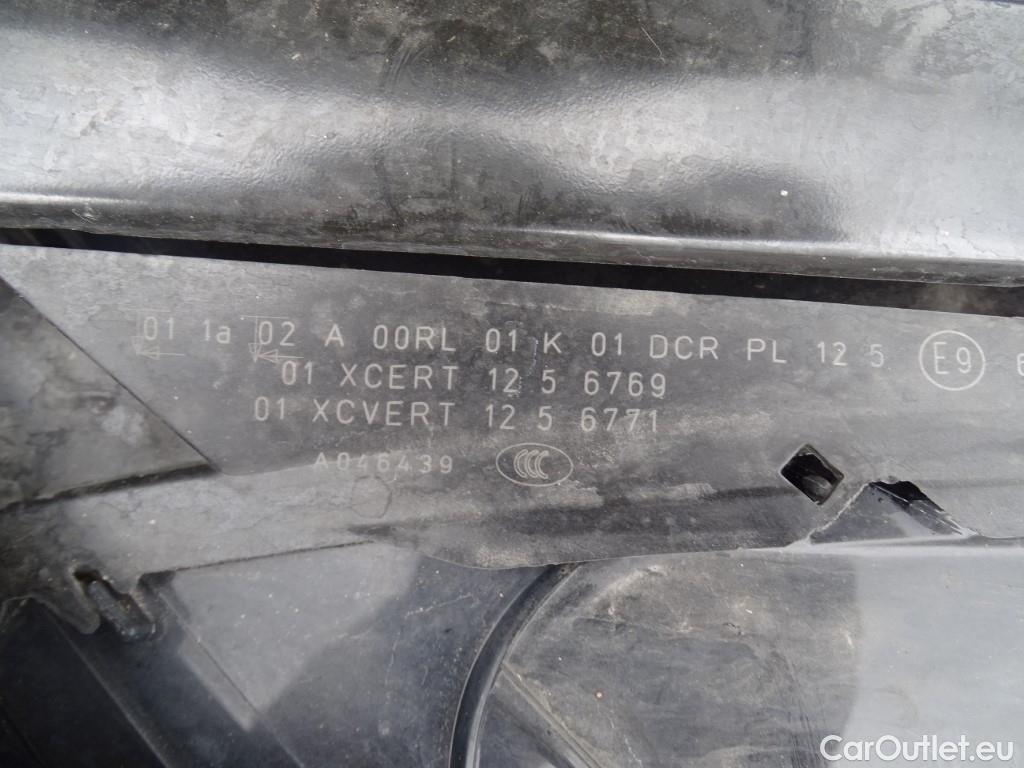 01 1a 02 A 00RL 01 K 01 DCR PL 12 5 E9 6
01 XCERT 12 5 6769
01 XCVERT 12 5 6771
A046439 CCC
CarOutlet.eu